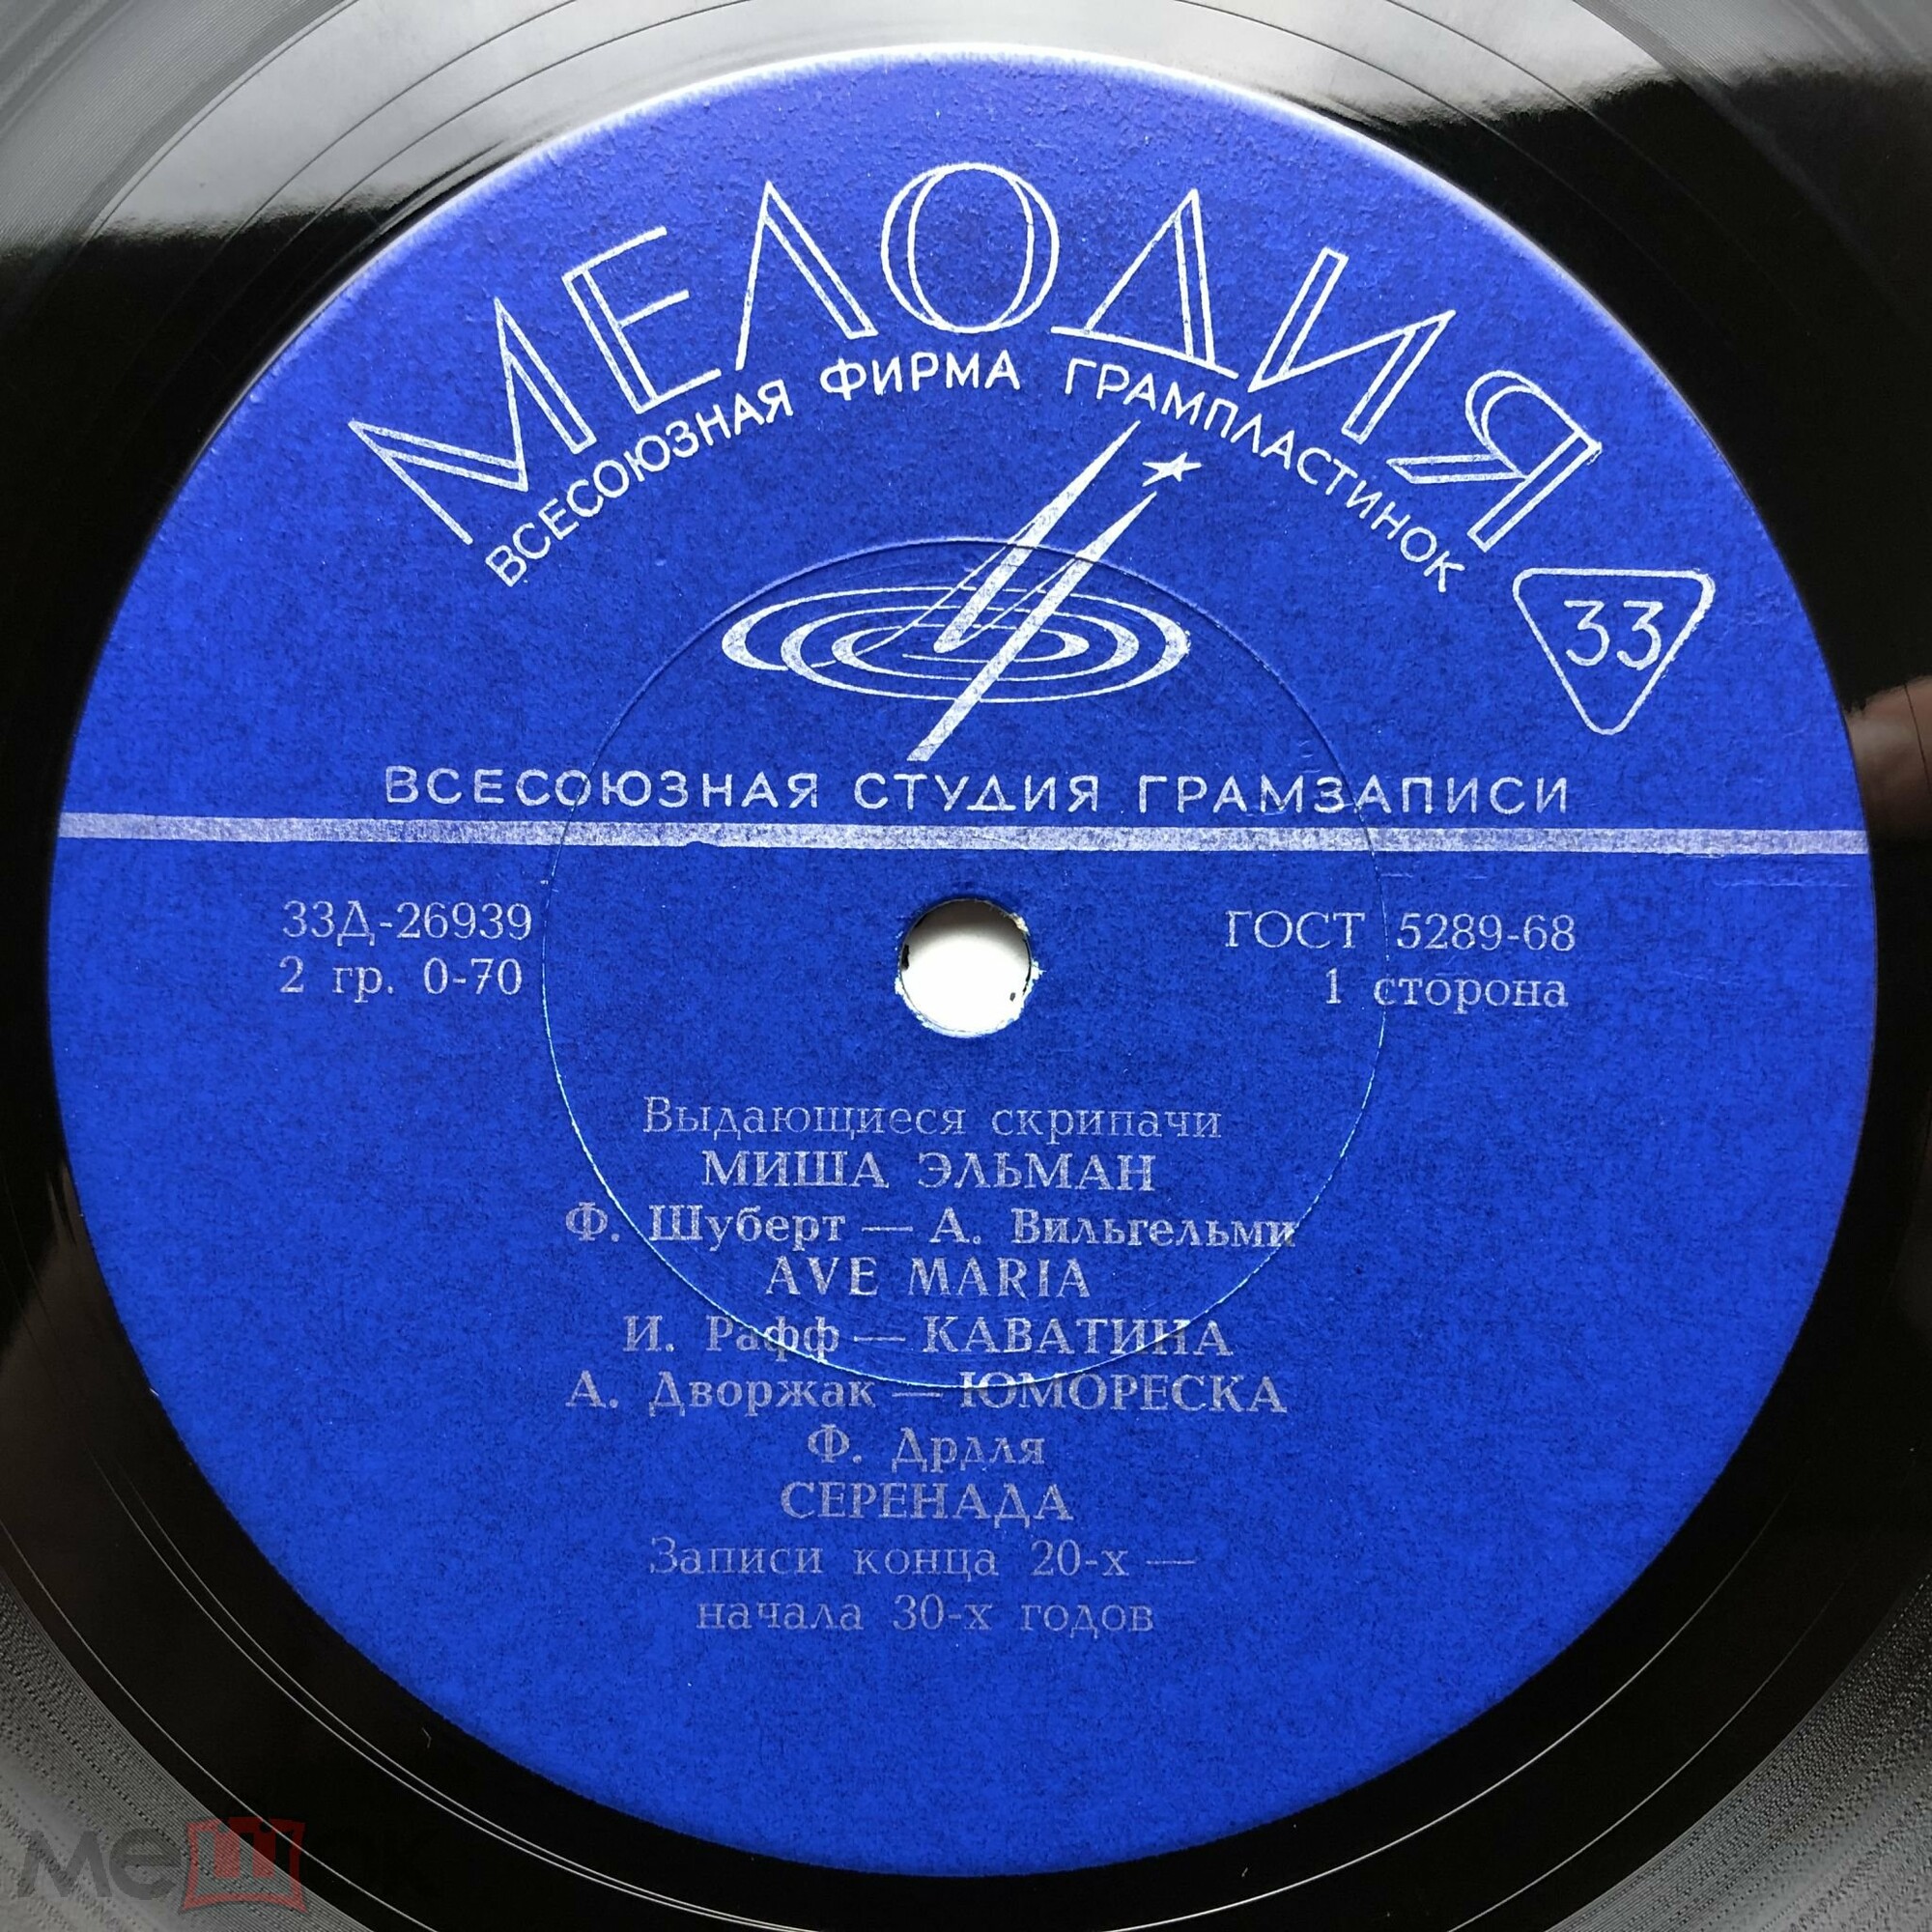 МЕЛОДИЯ
ВСЕСОЮЗНАЯ ФИРМА ГРАМПЛАСТИНОК
33
ВСЕСОЮЗНАЯ СТУДИЯ ГРАМЗАПИСИ
33Д-26939
2 гр. 0-70
ГОСТ 5289-68
1 сторона
Выдающиеся скрипачи
МИША ЭЛЬМАН
Ф. Шуберт — А. Вильгельми
AVE MARIA
И. Рафф — КАВАТИНА
А. Дворжак — ЮМОРЕСКА
Ф. Дрдля
СЕРЕНАДА
Записи конца 20-х —
начала 30-х годов
мешок